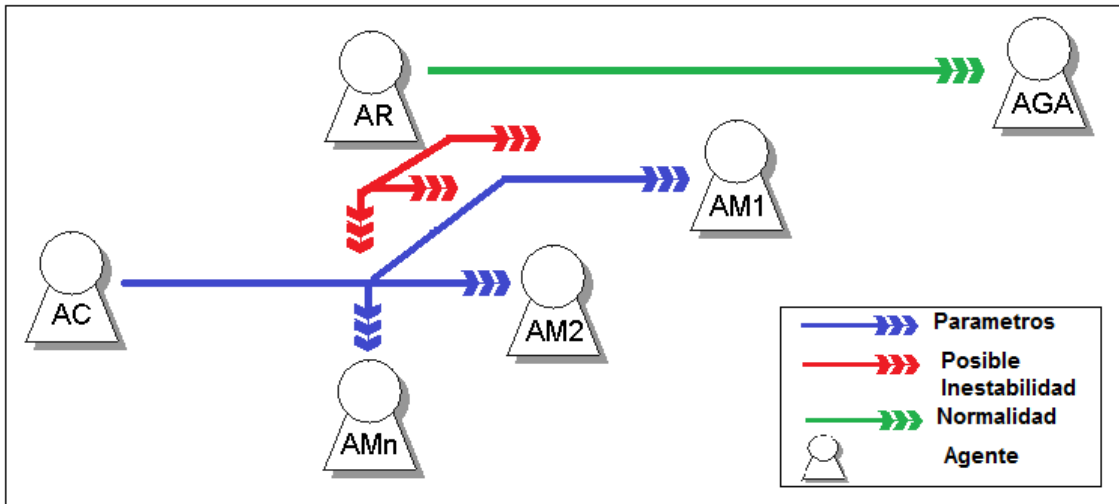 AR
AGA
AM1
AC
AM2
AMn
Parametros
Posible
Inestabilidad
Normalidad
Agente